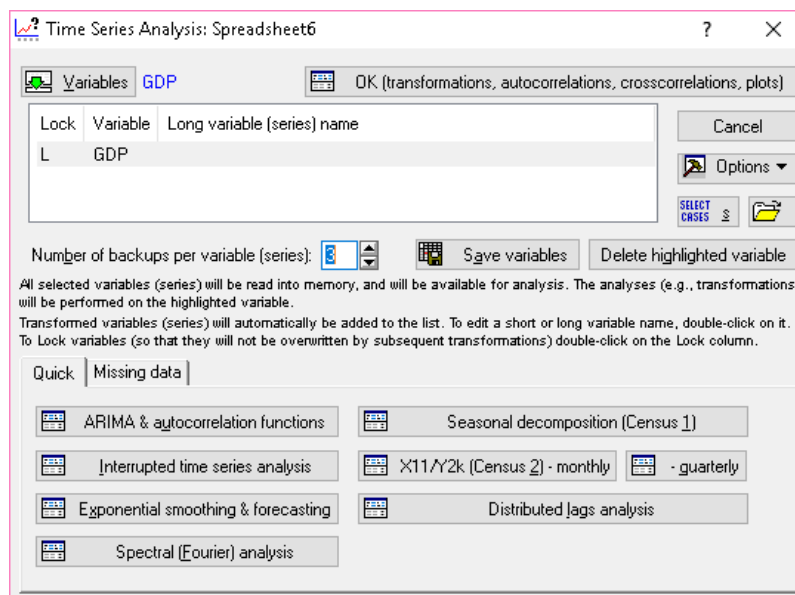 Time Series Analysis: Spreadsheet6
Variables GDP OK (transformations, autocorrelations, crosscorrelations, plots)
Lock Variable Long variable (series) name
L GDP
Cancel
Options
SELECT CASES S
Number of backups per variable (series): 3 Save variables Delete highlighted variable
All selected variables (series) will be read into memory, and will be available for analysis. The analyses (e.g., transformations
will be performed on the highlighted variable.
Transformed variables (series) will automatically be added to the list. To edit a short or long variable name, double-click on it.
To Lock variables (so that they will not be overwritten by subsequent transformations) double-click on the Lock column.
Quick Missing data
ARIMA & autocorrelation functions Seasonal decomposition (Census 1)
Interrupted time series analysis X11/Y2k (Census 2) - monthly - quarterly
Exponential smoothing & forecasting Distributed lags analysis
Spectral (Fourier) analysis